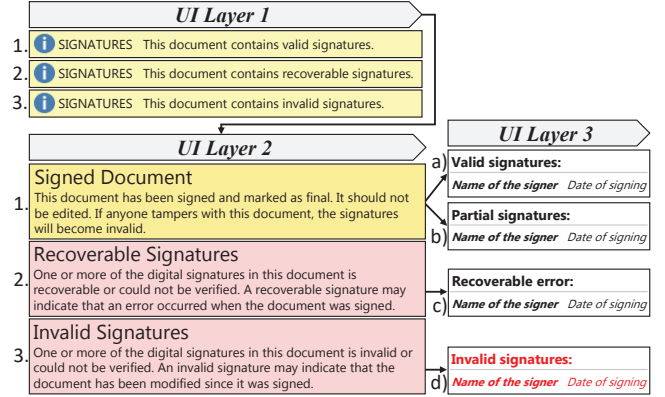 UI Layer 1
1. i SIGNATURES This document contains valid signatures.
2. i SIGNATURES This document contains recoverable signatures.
3. i SIGNATURES This document contains invalid signatures.
UI Layer 2
1. Signed Document
This document has been signed and marked as final. It should not
be edited. If anyone tampers with this document, the signatures
will become invalid.
2. Recoverable Signatures
One or more of the digital signatures in this document is
recoverable or could not be verified. A recoverable signature may
indicate that an error occurred when the document was signed.
3. Invalid Signatures
One or more of the digital signatures in this document is invalid or
could not be verified. An invalid signature may indicate that the
document has been modified since it was signed.
UI Layer 3
a) Valid signatures:
Name of the signer Date of signing
b) Partial signatures:
Name of the signer Date of signing
c) Recoverable error:
Name of the signer Date of signing
d) Invalid signatures:
Name of the signer Date of signing